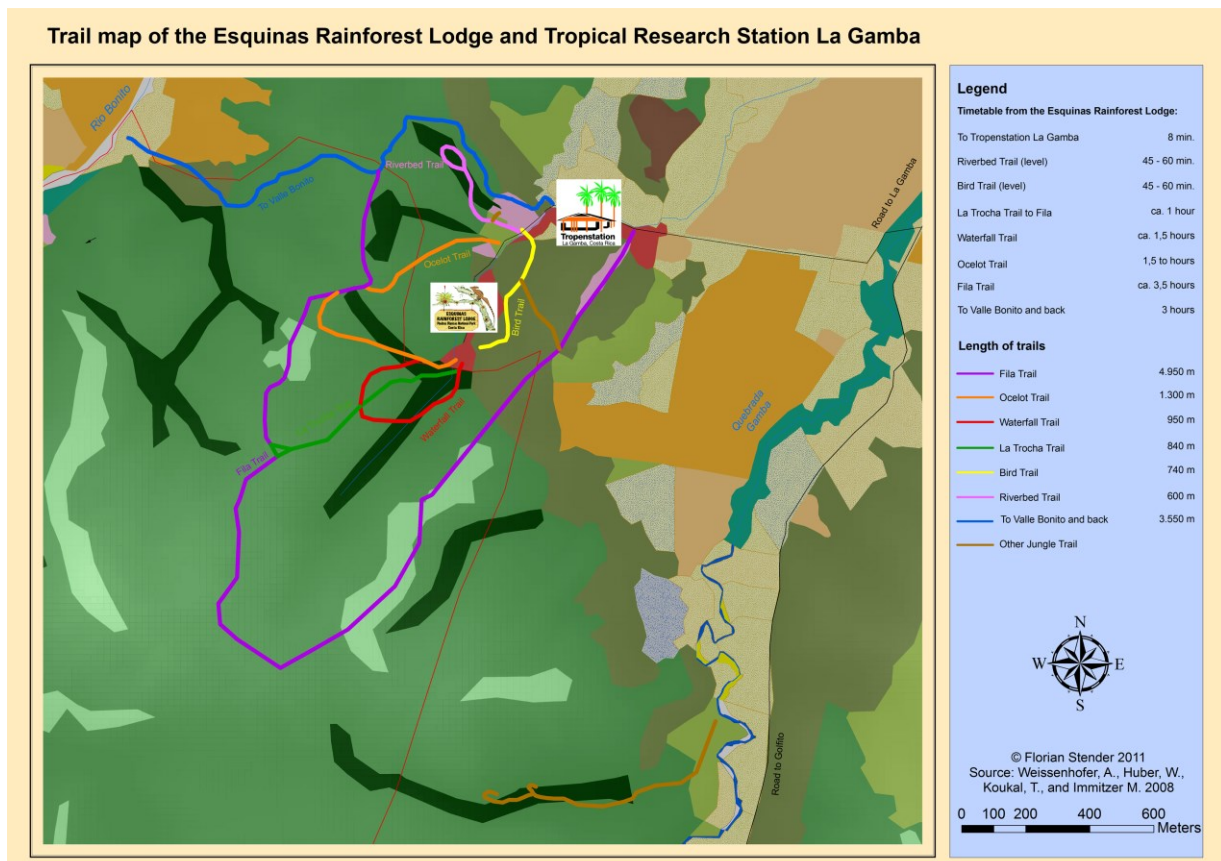 Trail map of the Esquinas Rainforest Lodge and Tropical Research Station La Gamba
Rio Bonito
To Valle Bonito
Riverbed Trail
Tropenstation
La Gamba, Costa Rica
Road to La Gamba
Ocelot Trail
ESQUINAS
RAINFOREST LODGE
Bird Trail
Waterfall Trail
Fila Trail
Quebrada
Gamba
Road to Golfito
Legend
Timetable from the Esquinas Rainforest Lodge:
To Tropenstation La Gamba 8 min.
Riverbed Trail (level) 45 - 60 min.
Bird Trail (level) 45 - 60 min.
La Trocha Trail to Fila ca. 1 hour
Waterfall Trail ca. 1,5 hours
Ocelot Trail 1,5 to hours
Fila Trail ca. 3,5 hours
To Valle Bonito and back 3 hours
Length of trails
Fila Trail 4.950 m
Ocelot Trail 1.300 m
Waterfall Trail 950 m
La Trocha Trail 840 m
Bird Trail 740 m
Riverbed Trail 600 m
To Valle Bonito and back 3.550 m
Other Jungle Trail
N
W E
S
© Florian Stender 2011
Source: Weissenhofer, A., Huber, W.,
Koukal, T., and Immitzer M. 2008
0 100 200 400 600
Meters